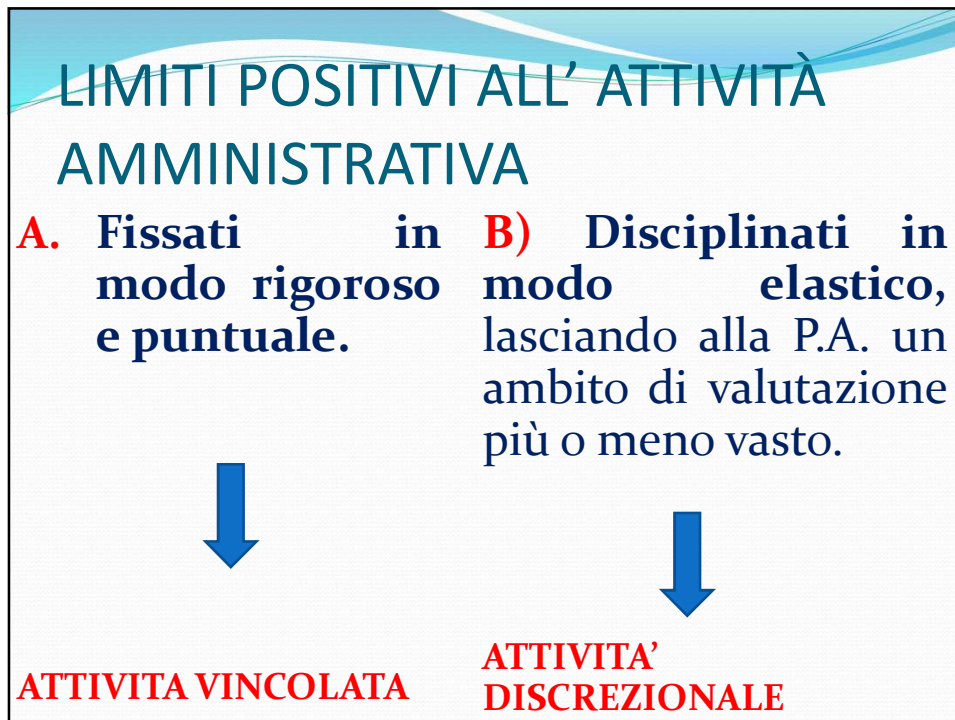 LIMITI POSITIVI ALL’ ATTIVITÀ
AMMINISTRATIVA
A. Fissati in
modo rigoroso
e puntuale.
ATTIVITA VINCOLATA
B) Disciplinati in
modo elastico,
lasciando alla P.A. un
ambito di valutazione
più o meno vasto.
ATTIVITA’
DISCREZIONALE